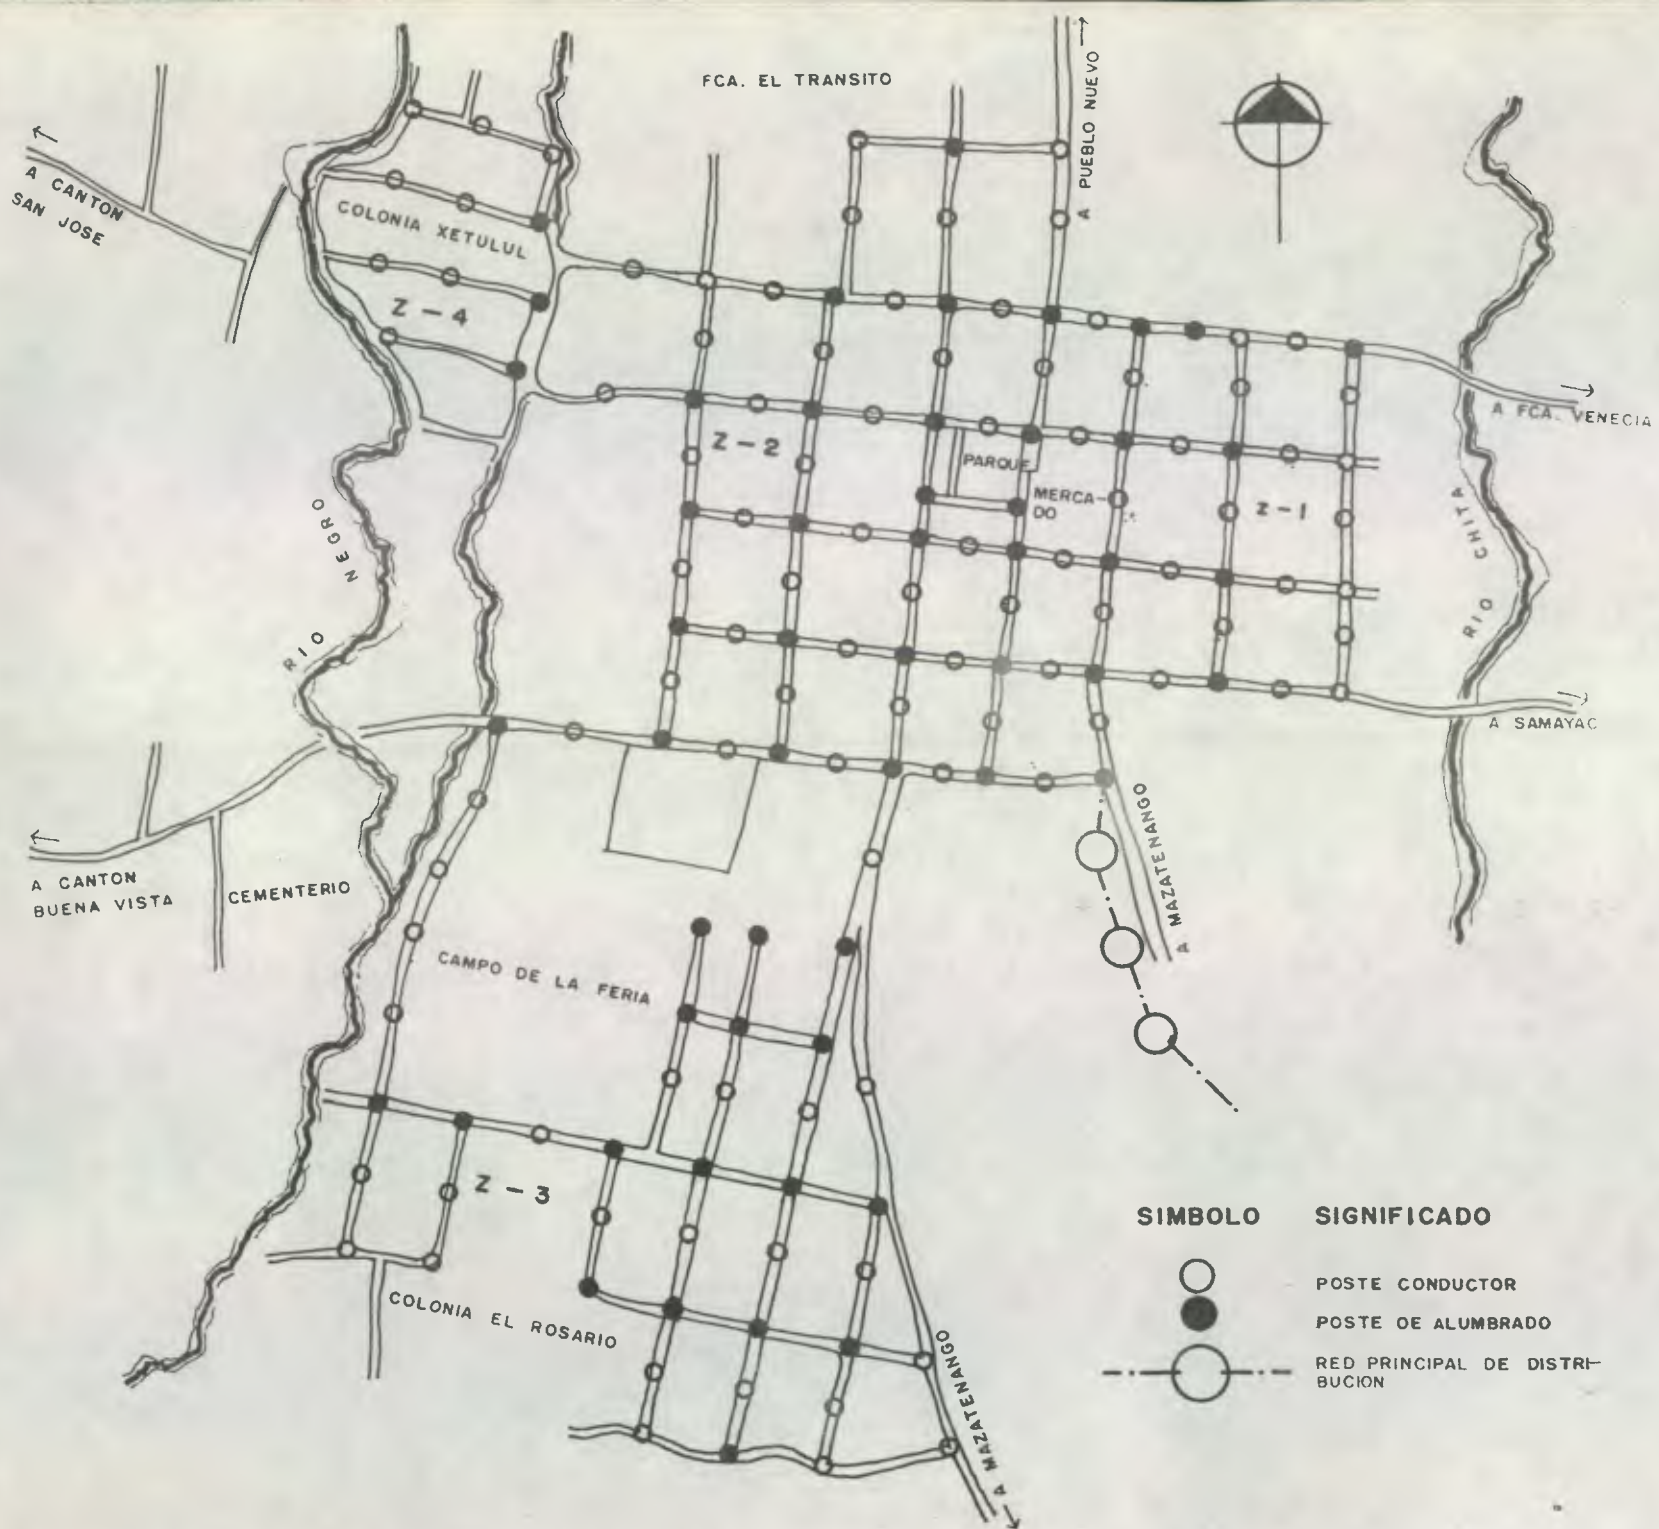 FCA. EL TRANSITO
A PUEBLO NUEVO
A CANTON
SAN JOSE
COLONIA XETULUL
Z-4
A FCA. VENECIA
Z-2
PARQUE
MERCA-
DO
Z-1
RIO NEGRO
RIO CHITA
A SAMAYAC
A MAZATENANGO
A CANTON
BUENA VISTA
CEMENTERIO
CAMPO DE LA FERIA
Z-3
COLONIA EL ROSARIO
A MAZATENANGO
SIMBOLO SIGNIFICADO
POSTE CONDUCTOR
POSTE DE ALUMBRADO
RED PRINCIPAL DE DISTRI-
BUCION